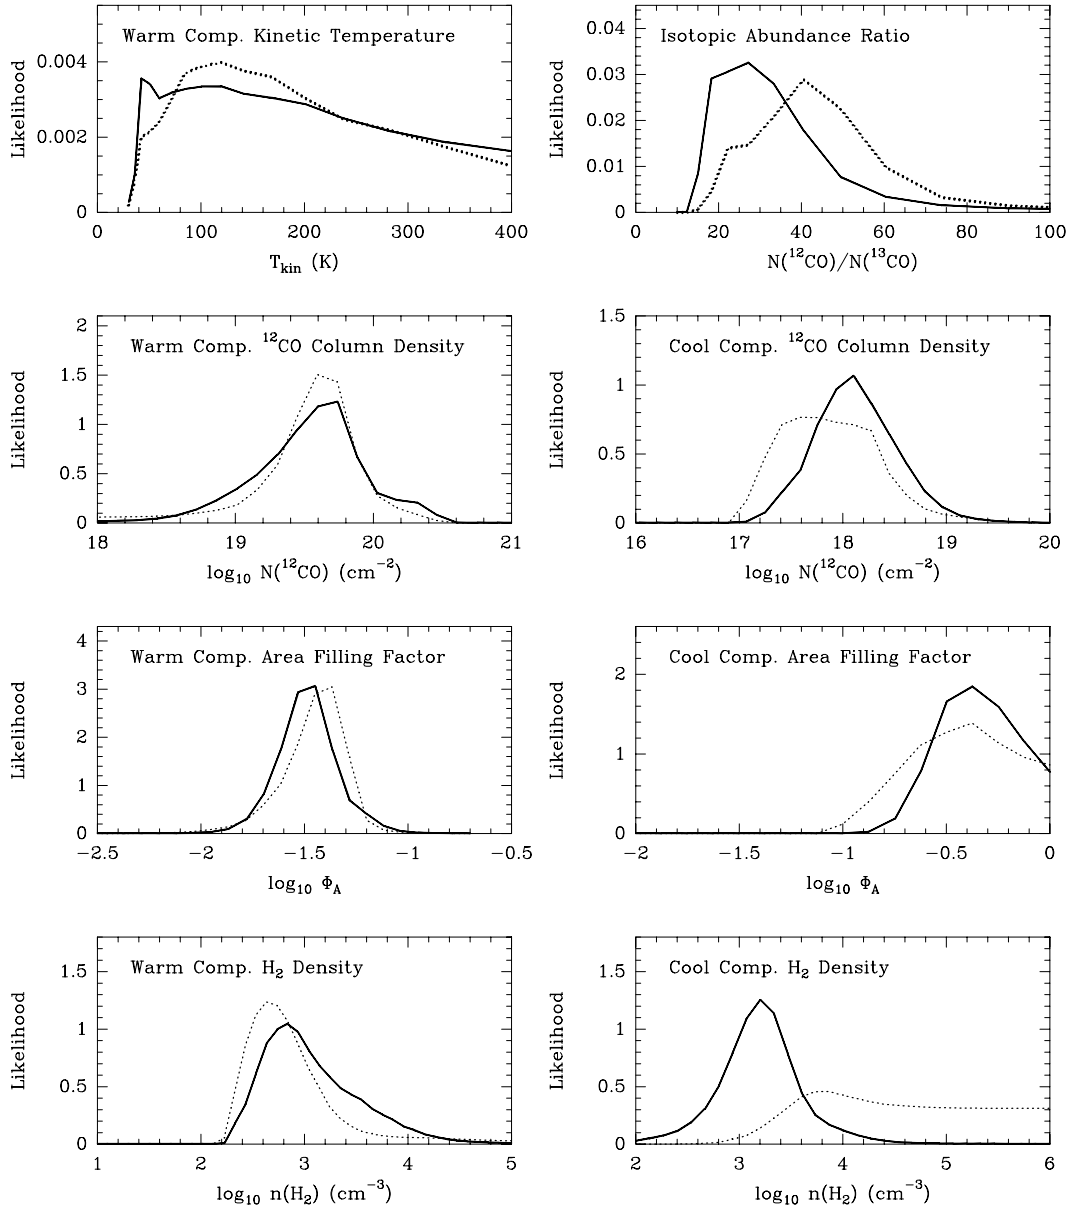 Warm Comp. Kinetic Temperature
Likelihood
0.004
0.002
0
0 100 200 300 400
T_kin (K)
Isotopic Abundance Ratio
Likelihood
0.04
0.03
0.02
0.01
0
0 20 40 60 80 100
N(¹²CO)/N(¹³CO)
Warm Comp. ¹²CO Column Density
Likelihood
2
1.5
1
0.5
0
18 19 20 21
log₁₀ N(¹²CO) (cm⁻²)
Cool Comp. ¹²CO Column Density
Likelihood
1.5
1
0.5
0
16 17 18 19 20
log₁₀ N(¹²CO) (cm⁻²)
Warm Comp. Area Filling Factor
Likelihood
4
3
2
1
0
−2.5 −2 −1.5 −1 −0.5
log₁₀ Φ_A
Cool Comp. Area Filling Factor
Likelihood
2
1
0
−2 −1.5 −1 −0.5 0
log₁₀ Φ_A
Warm Comp. H₂ Density
Likelihood
1.5
1
0.5
0
1 2 3 4 5
log₁₀ n(H₂) (cm⁻³)
Cool Comp. H₂ Density
Likelihood
1.5
1
0.5
0
2 3 4 5 6
log₁₀ n(H₂) (cm⁻³)